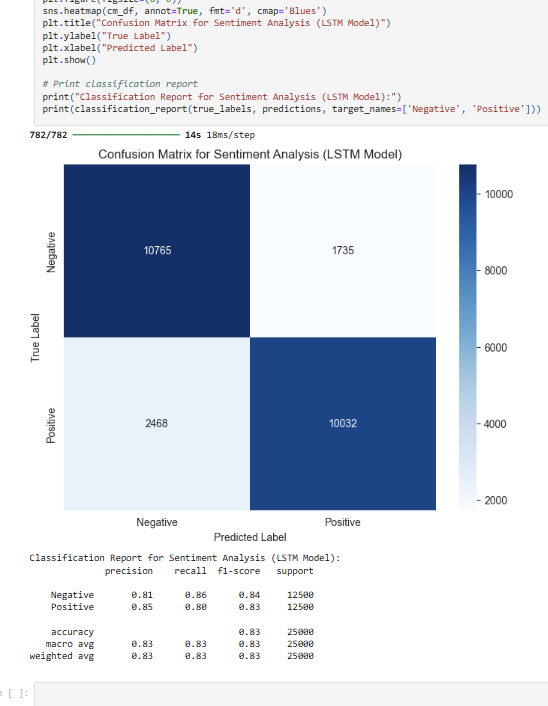 sns.heatmap(cm_df, annot=True, fmt='d', cmap='Blues')
plt.title("Confusion Matrix for Sentiment Analysis (LSTM Model)")
plt.ylabel("True Label")
plt.xlabel("Predicted Label")
plt.show()
# Print classification report
print("Classification Report for Sentiment Analysis (LSTM Model):")
print(classification_report(true_labels, predictions, target_names=['Negative', 'Positive']))
782/782 14s 18ms/step
Confusion Matrix for Sentiment Analysis (LSTM Model)
True Label
Negative
Positive
10765 1735
2468 10032
Negative Positive
Predicted Label
10000
8000
6000
4000
2000
Classification Report for Sentiment Analysis (LSTM Model):
precision recall f1-score support
Negative 0.81 0.86 0.84 12500
Positive 0.85 0.80 0.83 12500
accuracy 0.83 25000
macro avg 0.83 0.83 0.83 25000
weighted avg 0.83 0.83 0.83 25000
[ ]: